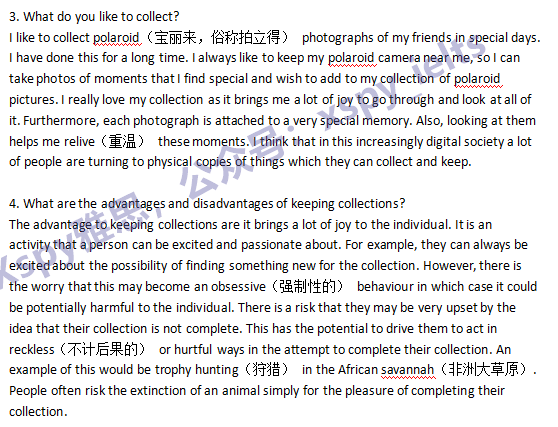 3. What do you like to collect?
I like to collect polaroid（宝丽来，俗称拍立得） photographs of my friends in special days.
I have done this for a long time. I always like to keep my polaroid camera near me, so I can
take photos of moments that I find special and wish to add to my collection of polaroid
pictures. I really love my collection as it brings me a lot of joy to go through and look at all of
it. Furthermore, each photograph is attached to a very special memory. Also, looking at them
helps me relive（重温） these moments. I think that in this increasingly digital society a lot
of people are turning to physical copies of things which they can collect and keep.
4. What are the advantages and disadvantages of keeping collections?
The advantage to keeping collections are it brings a lot of joy to the individual. It is an
activity that a person can be excited and passionate about. For example, they can always be
excited about the possibility of finding something new for the collection. However, there is
the worry that this may become an obsessive（强制性的） behaviour in which case it could
be potentially harmful to the individual. There is a risk that they may be very upset by the
idea that their collection is not complete. This has the potential to drive them to act in
reckless（不计后果的） or hurtful ways in the attempt to complete their collection. An
example of this would be trophy hunting（狩猎） in the African savannah（非洲大草原）.
People often risk the extinction of an animal simply for the pleasure of completing their
collection.
xspy雅思，公众号：xspy_ielts